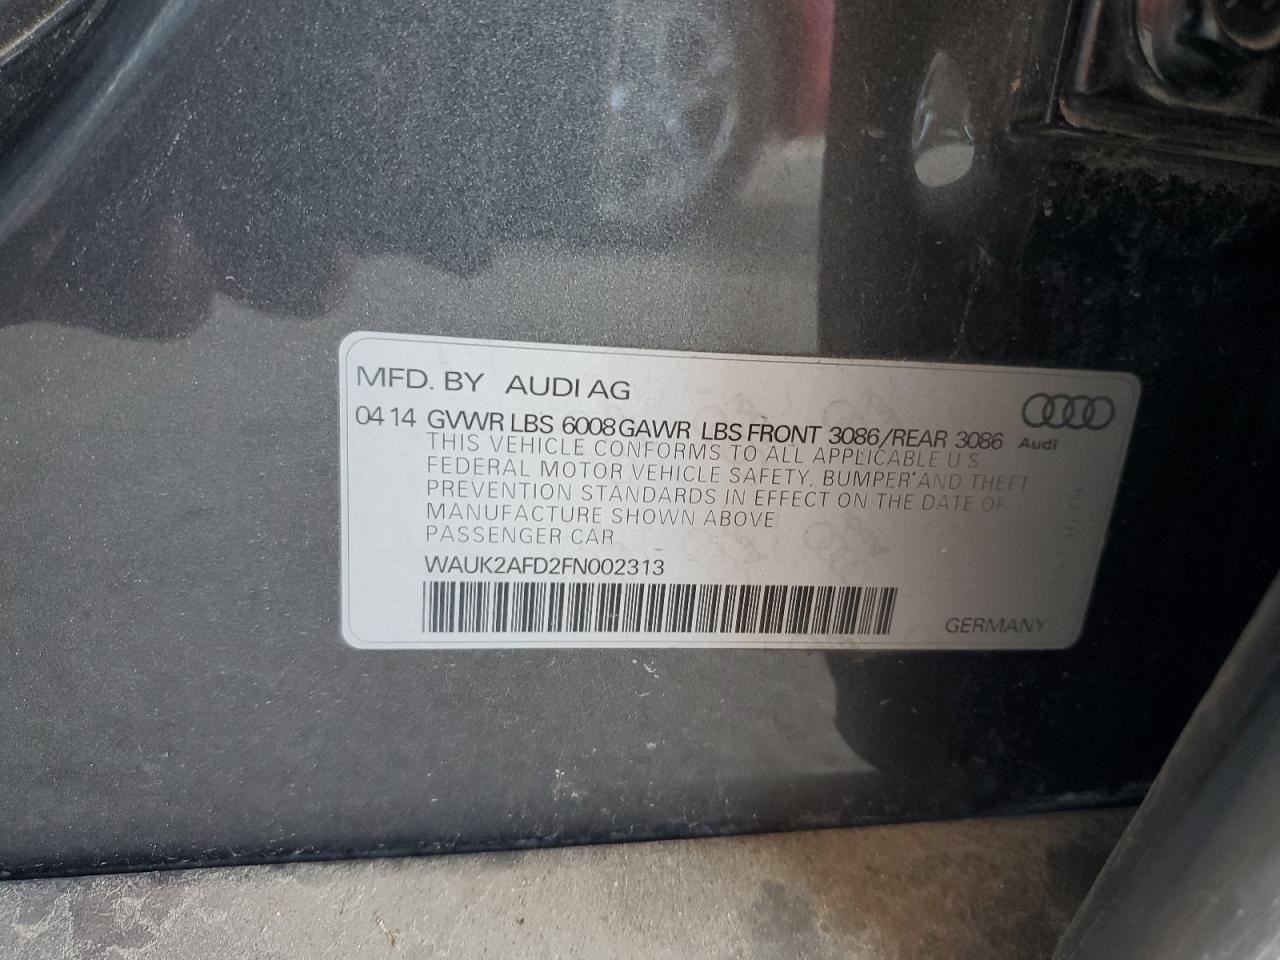 MFD. BY AUDI AG
04 14 GVWR LBS 6008 GAWR LBS FRONT 3086/REAR 3086
Audi
THIS VEHICLE CONFORMS TO ALL APPLICABLE U S
FEDERAL MOTOR VEHICLE SAFETY, BUMPER AND THEFT
PREVENTION STANDARDS IN EFFECT ON THE DATE OF
MANUFACTURE SHOWN ABOVE
PASSENGER CAR
WAUK2AFD2FN002313
GERMANY